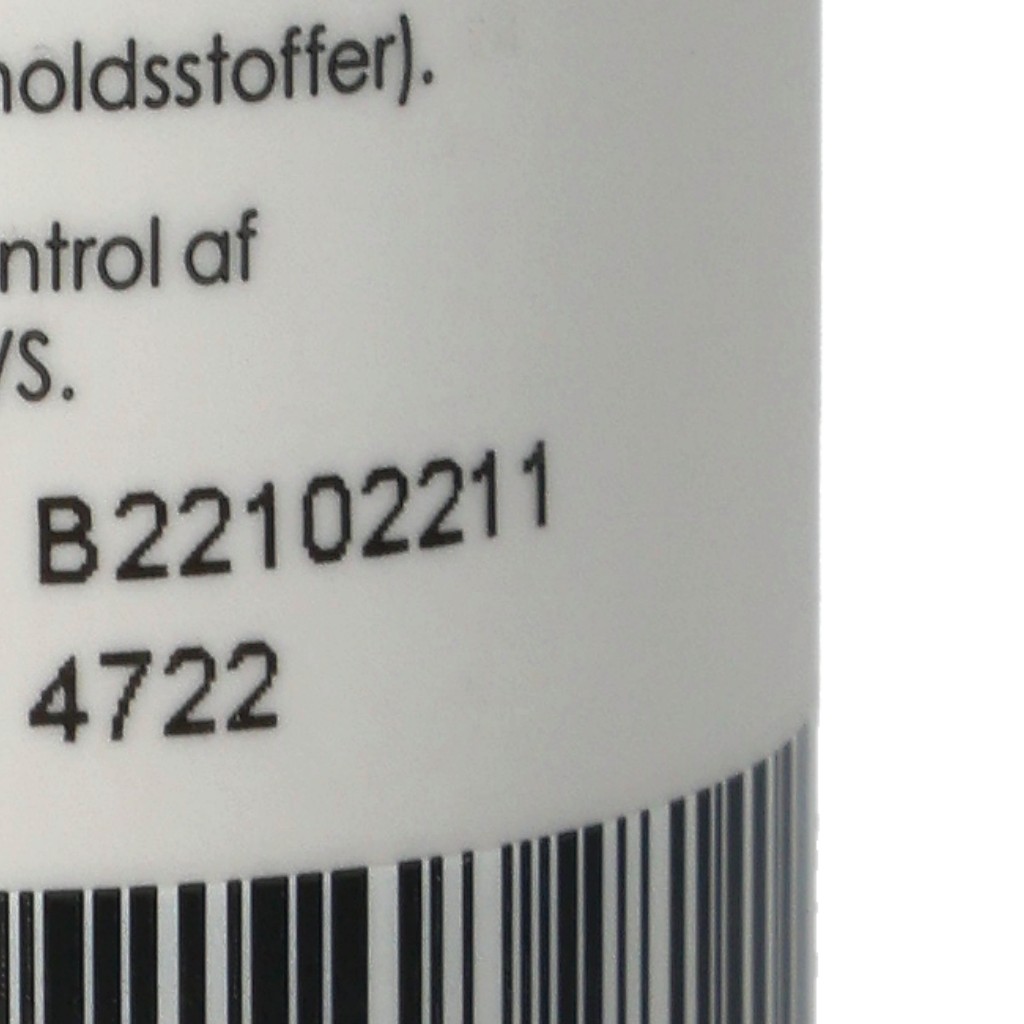 holdsstoffer).
ntrol af
/S.
B22102211
4722